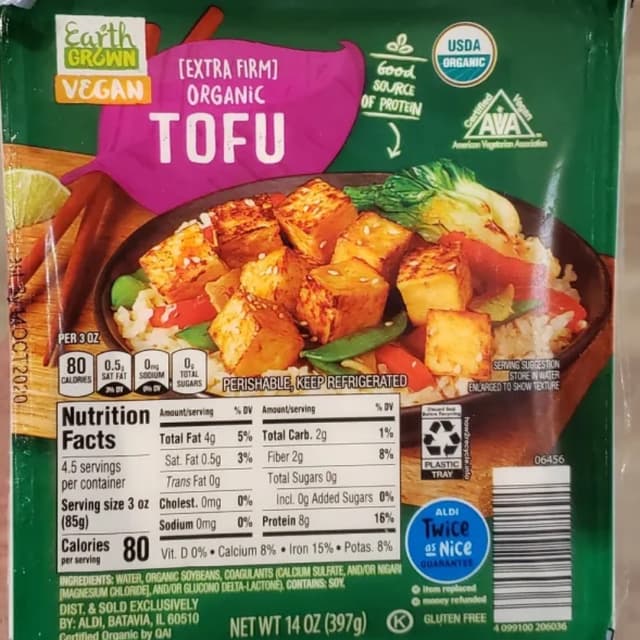 Earth
GROWN
VEGAN
[EXTRA FIRM]
ORGANIC
TOFU
Good
SOURCE
OF PROTEIN
USDA
ORGANIC
Certified Vegan
AVA
American Vegetarian Association
14OCT2020
PER 3 OZ
80
CALORIES
0.5g
SAT FAT
3% DV
0mg
SODIUM
0% DV
0g
TOTAL
SUGARS
PERISHABLE, KEEP REFRIGERATED
SERVING SUGGESTION
STORE IN WATER
ENLARGED TO SHOW TEXTURE
Nutrition
Facts
4.5 servings
per container
Serving size 3 oz
(85g)
Calories 80
per serving
Amount/serving % DV
Total Fat 4g 5%
Sat. Fat 0.5g 3%
Trans Fat 0g
Cholest. 0mg 0%
Sodium 0mg 0%
Amount/serving % DV
Total Carb. 2g 1%
Fiber 2g 8%
Total Sugars 0g
Incl. 0g Added Sugars 0%
Protein 8g 16%
Vit. D 0% • Calcium 8% • Iron 15% • Potas. 8%
INGREDIENTS: WATER, ORGANIC SOYBEANS, COAGULANTS (CALCIUM SULFATE, AND/OR NIGARI
[MAGNESIUM CHLORIDE], AND/OR GLUCONO DELTA-LACTONE). CONTAINS: SOY.
DIST. & SOLD EXCLUSIVELY
BY: ALDI, BATAVIA, IL 60510
Certified Organic by QAI
NET WT 14 OZ (397g)
K
GLUTEN FREE
PLASTIC
TRAY
how2recycle.info
06456
ALDI
Twice
as Nice
GUARANTEE
item replaced
money refunded
4 099100 206036